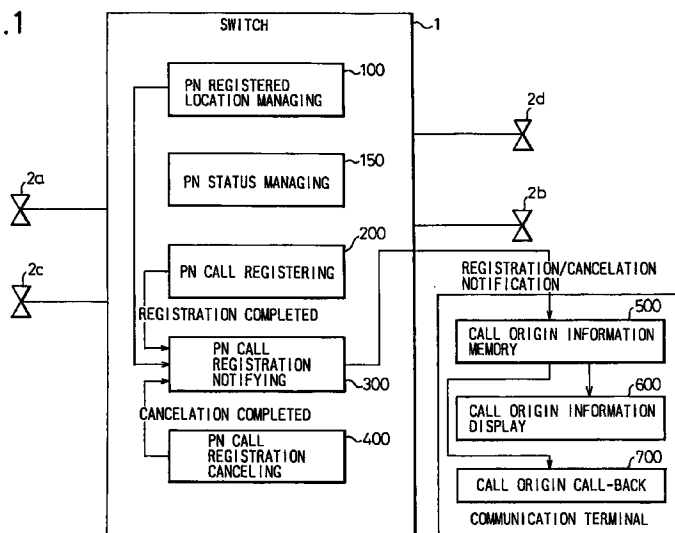 .1
SWITCH
1
100
PN REGISTERED
LOCATION MANAGING
2d
150
PN STATUS MANAGING
2a
2b
200
PN CALL REGISTERING
2c
REGISTRATION/CANCELATION
NOTIFICATION
REGISTRATION COMPLETED
500
CALL ORIGIN INFORMATION
MEMORY
PN CALL
REGISTRATION
NOTIFYING
300
600
CALL ORIGIN INFORMATION
DISPLAY
CANCELATION COMPLETED
400
PN CALL
REGISTRATION
CANCELING
700
CALL ORIGIN CALL-BACK
COMMUNICATION TERMINAL